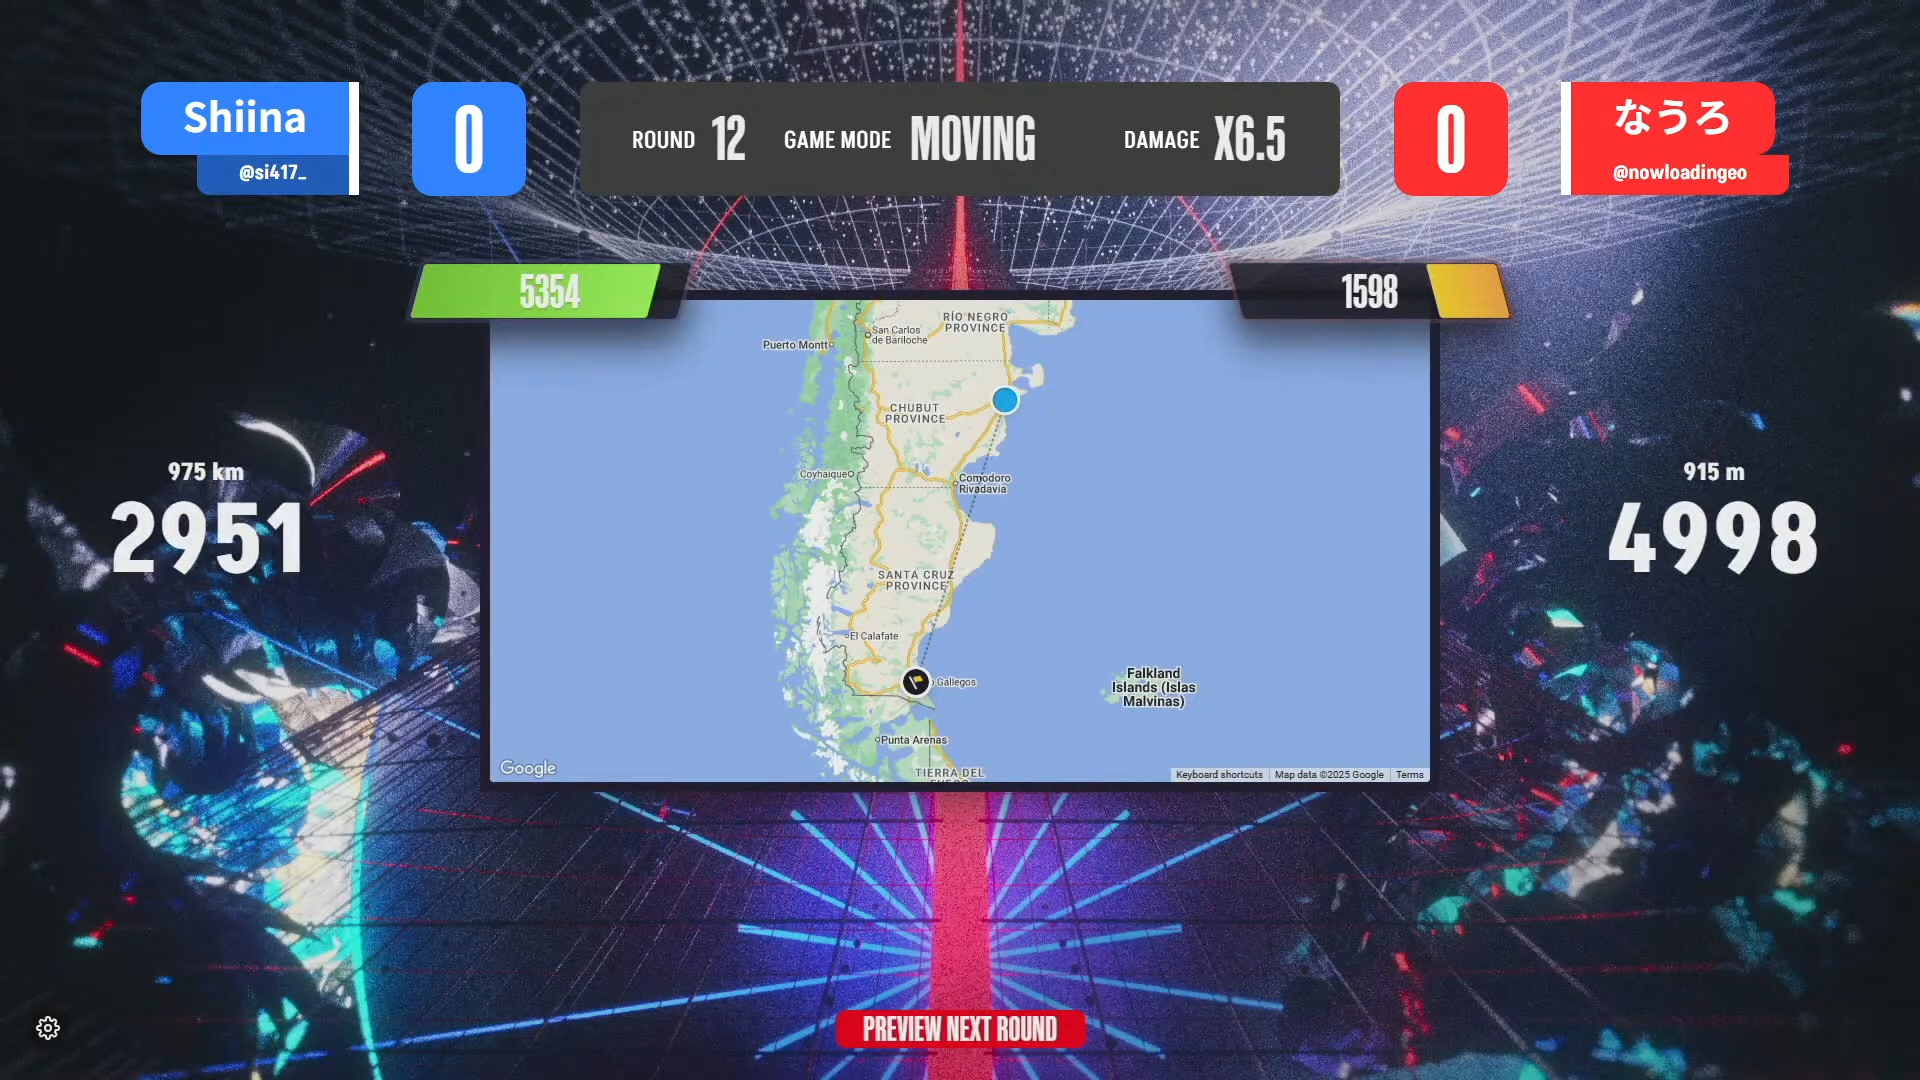 Shiina
@si417_
0
ROUND 12 GAME MODE MOVING DAMAGE X6.5
0
なうろ
@nowloadingeo
5354
1598
RÍO NEGRO
PROVINCE
San Carlos
de Bariloche
Puerto Montt
CHUBUT
PROVINCE
Coyhaique
Comodoro
Rivadavia
SANTA CRUZ
PROVINCE
El Calafate
Gallegos
Falkland
Islands (Islas
Malvinas)
Punta Arenas
TIERRA DEL
Google
Keyboard shortcuts Map data ©2025 Google Terms
975 km
2951
915 m
4998
PREVIEW NEXT ROUND